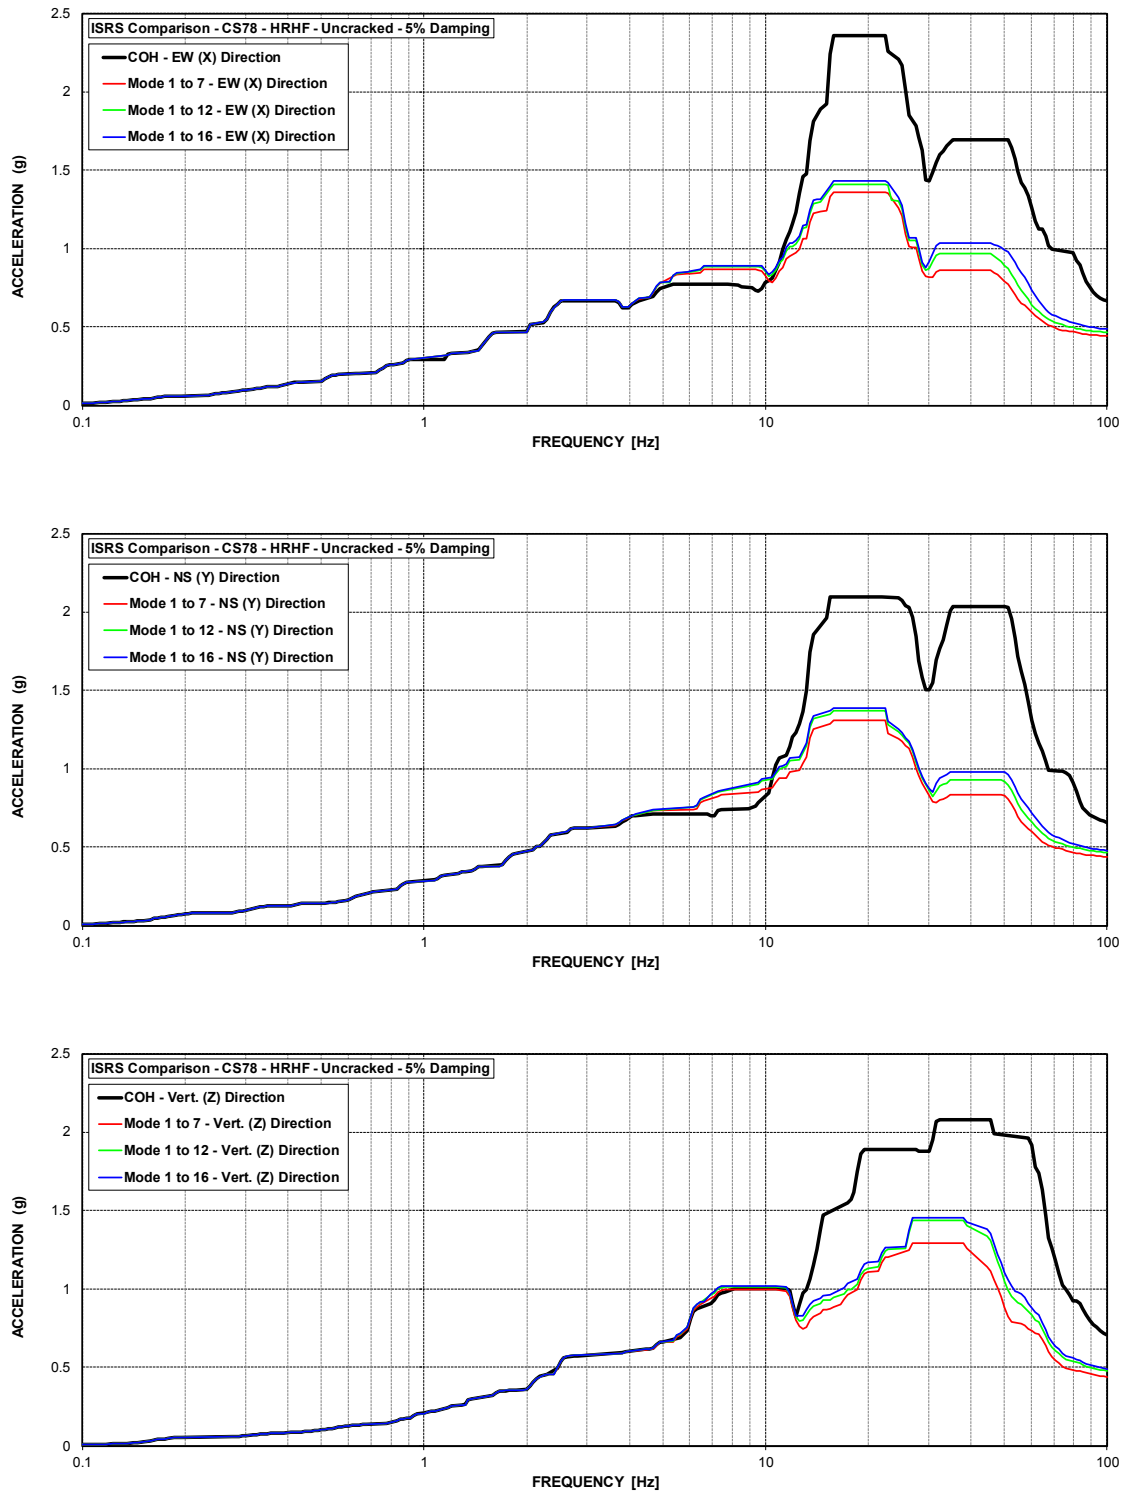 ISRS Comparison - CS78 - HRHF - Uncracked - 5% Damping
COH - EW (X) Direction
Mode 1 to 7 - EW (X) Direction
Mode 1 to 12 - EW (X) Direction
Mode 1 to 16 - EW (X) Direction
2.5
2
1.5
1
0.5
0
ACCELERATION (g)
0.1
1
10
100
FREQUENCY [Hz]
ISRS Comparison - CS78 - HRHF - Uncracked - 5% Damping
COH - NS (Y) Direction
Mode 1 to 7 - NS (Y) Direction
Mode 1 to 12 - NS (Y) Direction
Mode 1 to 16 - NS (Y) Direction
2.5
2
1.5
1
0.5
0
ACCELERATION (g)
0.1
1
10
100
FREQUENCY [Hz]
ISRS Comparison - CS78 - HRHF - Uncracked - 5% Damping
COH - Vert. (Z) Direction
Mode 1 to 7 - Vert. (Z) Direction
Mode 1 to 12 - Vert. (Z) Direction
Mode 1 to 16 - Vert. (Z) Direction
2.5
2
1.5
1
0.5
0
ACCELERATION (g)
0.1
1
10
100
FREQUENCY [Hz]